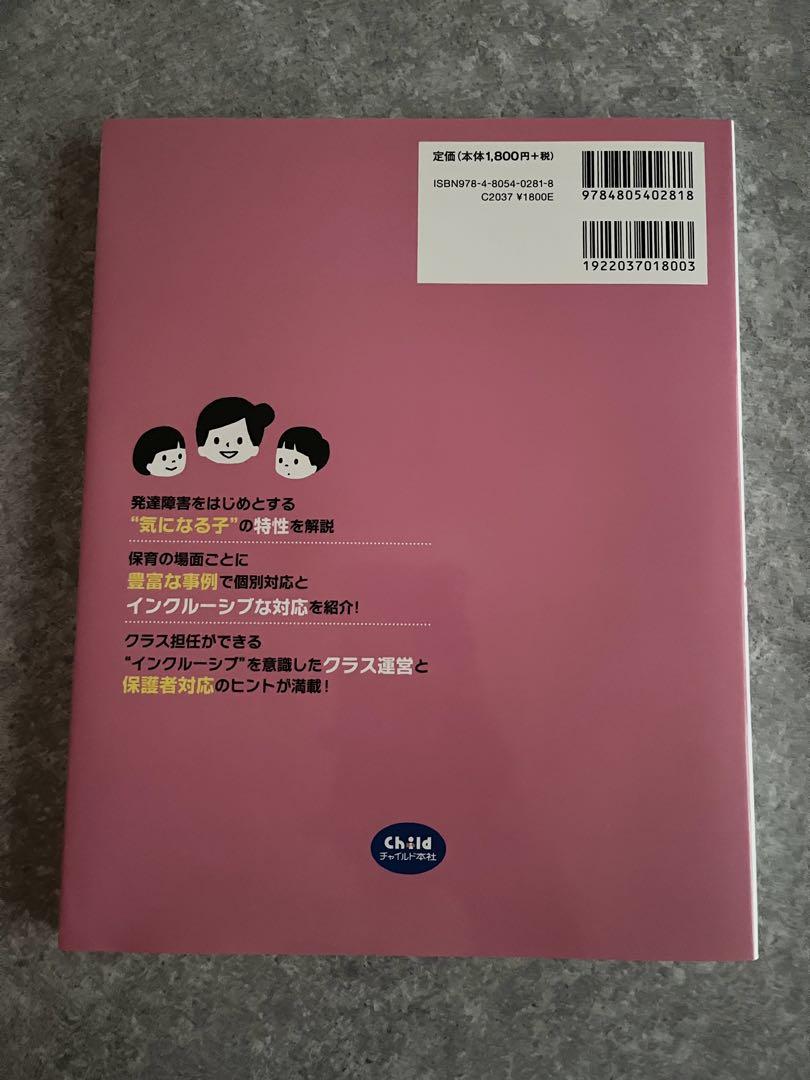 定価（本体1,800円+税）
ISBN978-4-8054-0281-8
C2037 ¥1800E
9784805402818
1922037018003
発達障害をはじめとする
“気になる子”の特性を解説
保育の場面ごとに
豊富な事例で個別対応と
インクルーシブな対応を紹介！
クラス担任ができる
“インクルーシブ”を意識したクラス運営と
保護者対応のヒントが満載！
Child
チャイルド本社